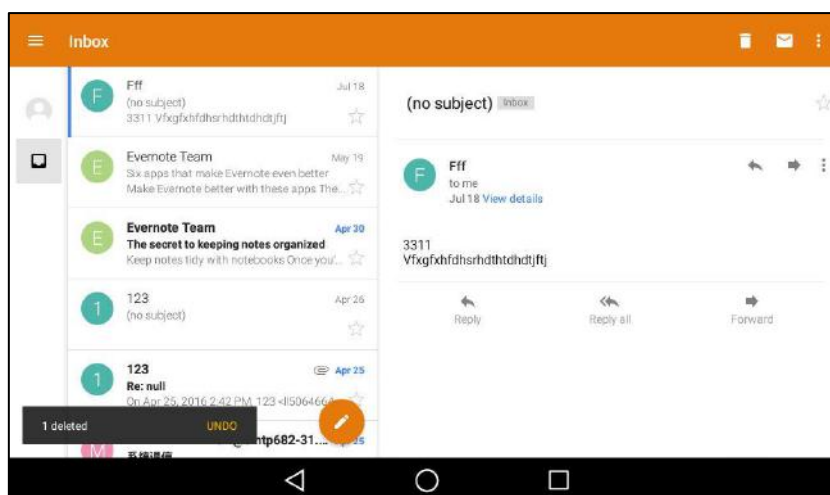 Inbox
F
Fff
Jul 18
(no subject)
3311 Vfxgfxhfdhsrhdthtdhdtjftj
E
Evernote Team
May 19
Six apps that make Evernote even better
Make Evernote better with these apps The...
E
Evernote Team
Apr 30
The secret to keeping notes organized
Keep notes tidy with notebooks Once you'...
1
123
Apr 26
(no subject)
1
123
Apr 25
Re: null
On Apr 25, 2016 2:42 PM, 123
M
1 deleted
UNDO
(no subject) Inbox
F
Fff
to me
Jul 18 View details
3311
Vfxgfxhfdhsrhdthtdhdtjftj
Reply
Reply all
Forward